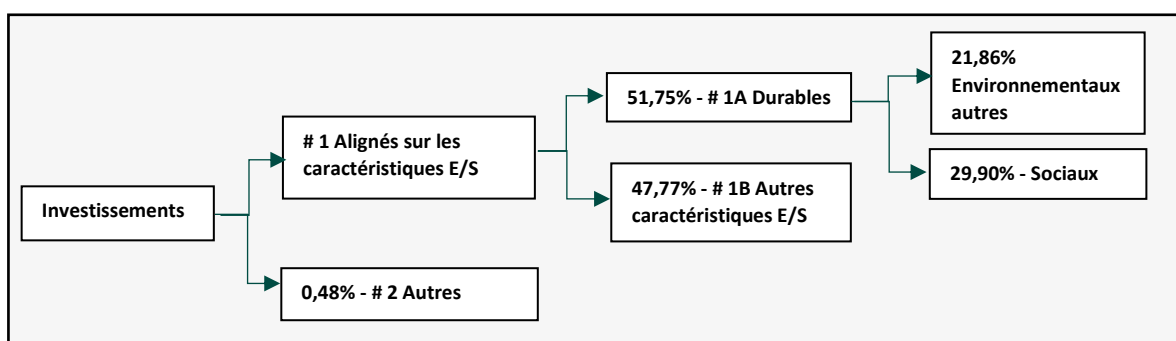 Investissements
# 1 Alignés sur les
caractéristiques E/S
0,48% - # 2 Autres
51,75% - # 1A Durables
47,77% - # 1B Autres
caractéristiques E/S
21,86%
Environnementaux
autres
29,90% - Sociaux